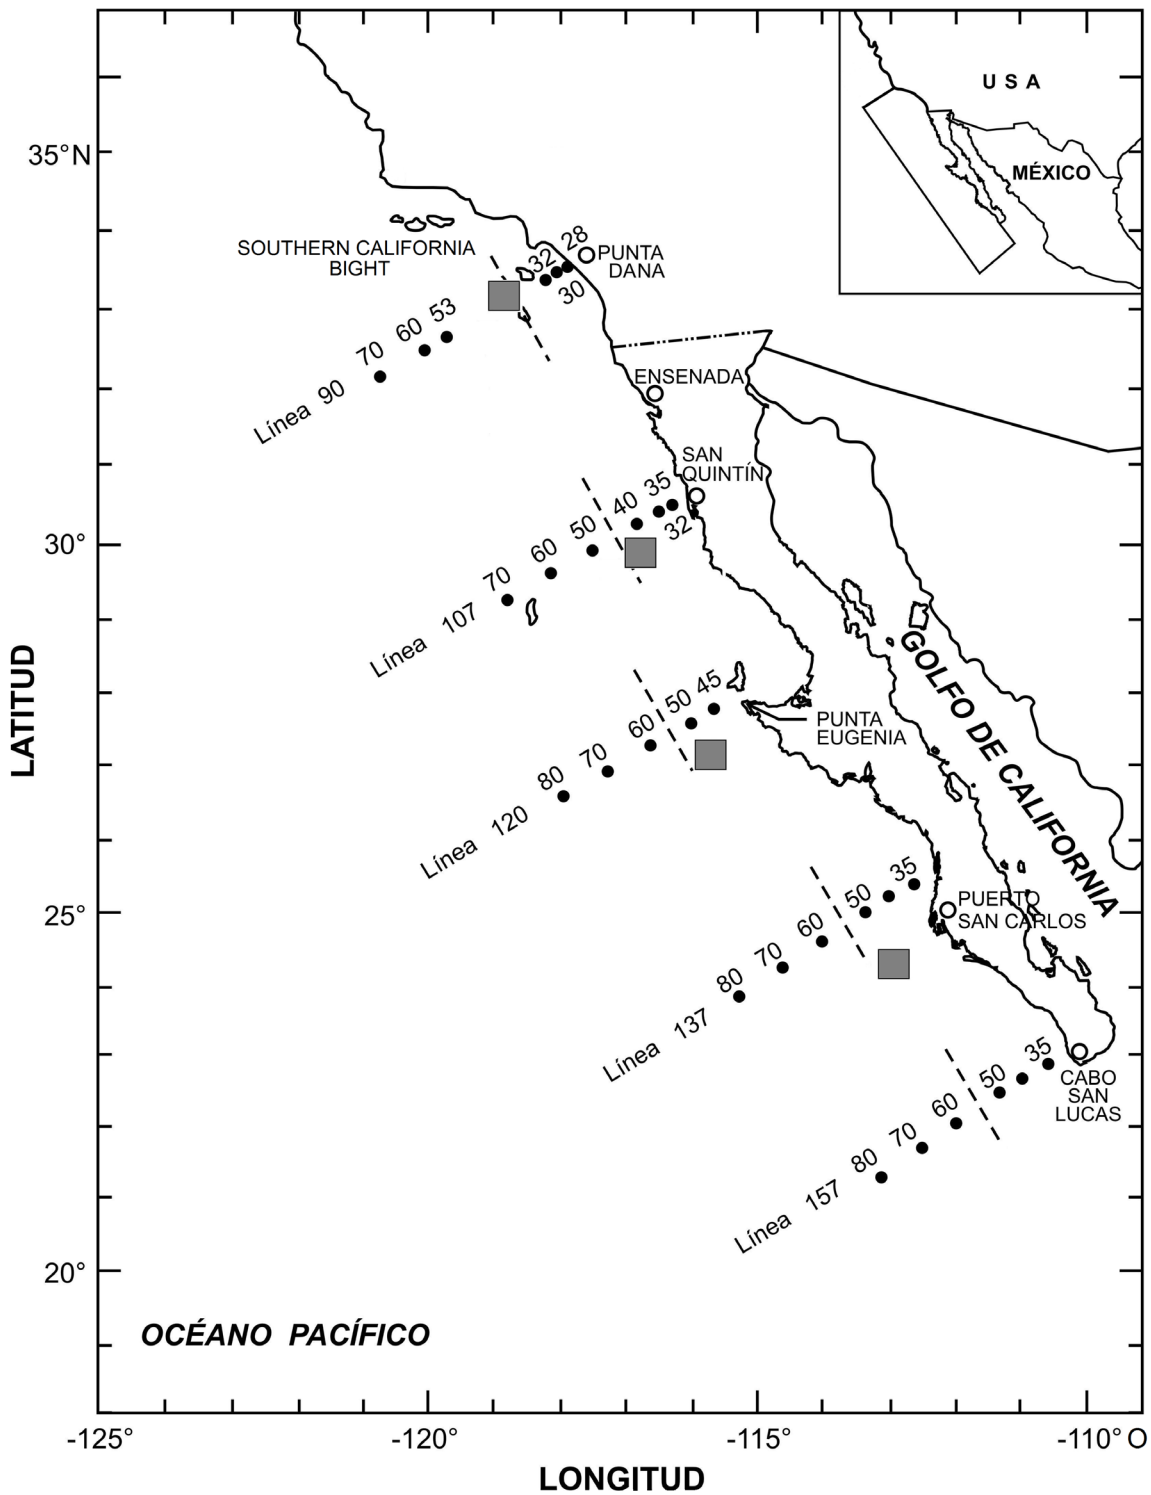 U S A
MÉXICO
35°N
SOUTHERN CALIFORNIA
BIGHT
28
32
30
PUNTA
DANA
53
60
70
Línea 90
ENSENADA
SAN
QUINTÍN
35
40
32
50
60
70
Línea 107
30°
GOLFO DE CALIFORNIA
45
50
60
70
80
Línea 120
PUNTA
EUGENIA
LATITUD
35
50
60
70
80
Línea 137
25°
PUERTO
SAN CARLOS
35
50
60
70
80
Línea 157
CABO
SAN
LUCAS
20°
OCÉANO PACÍFICO
-125°
-120°
-115°
-110° O
LONGITUD